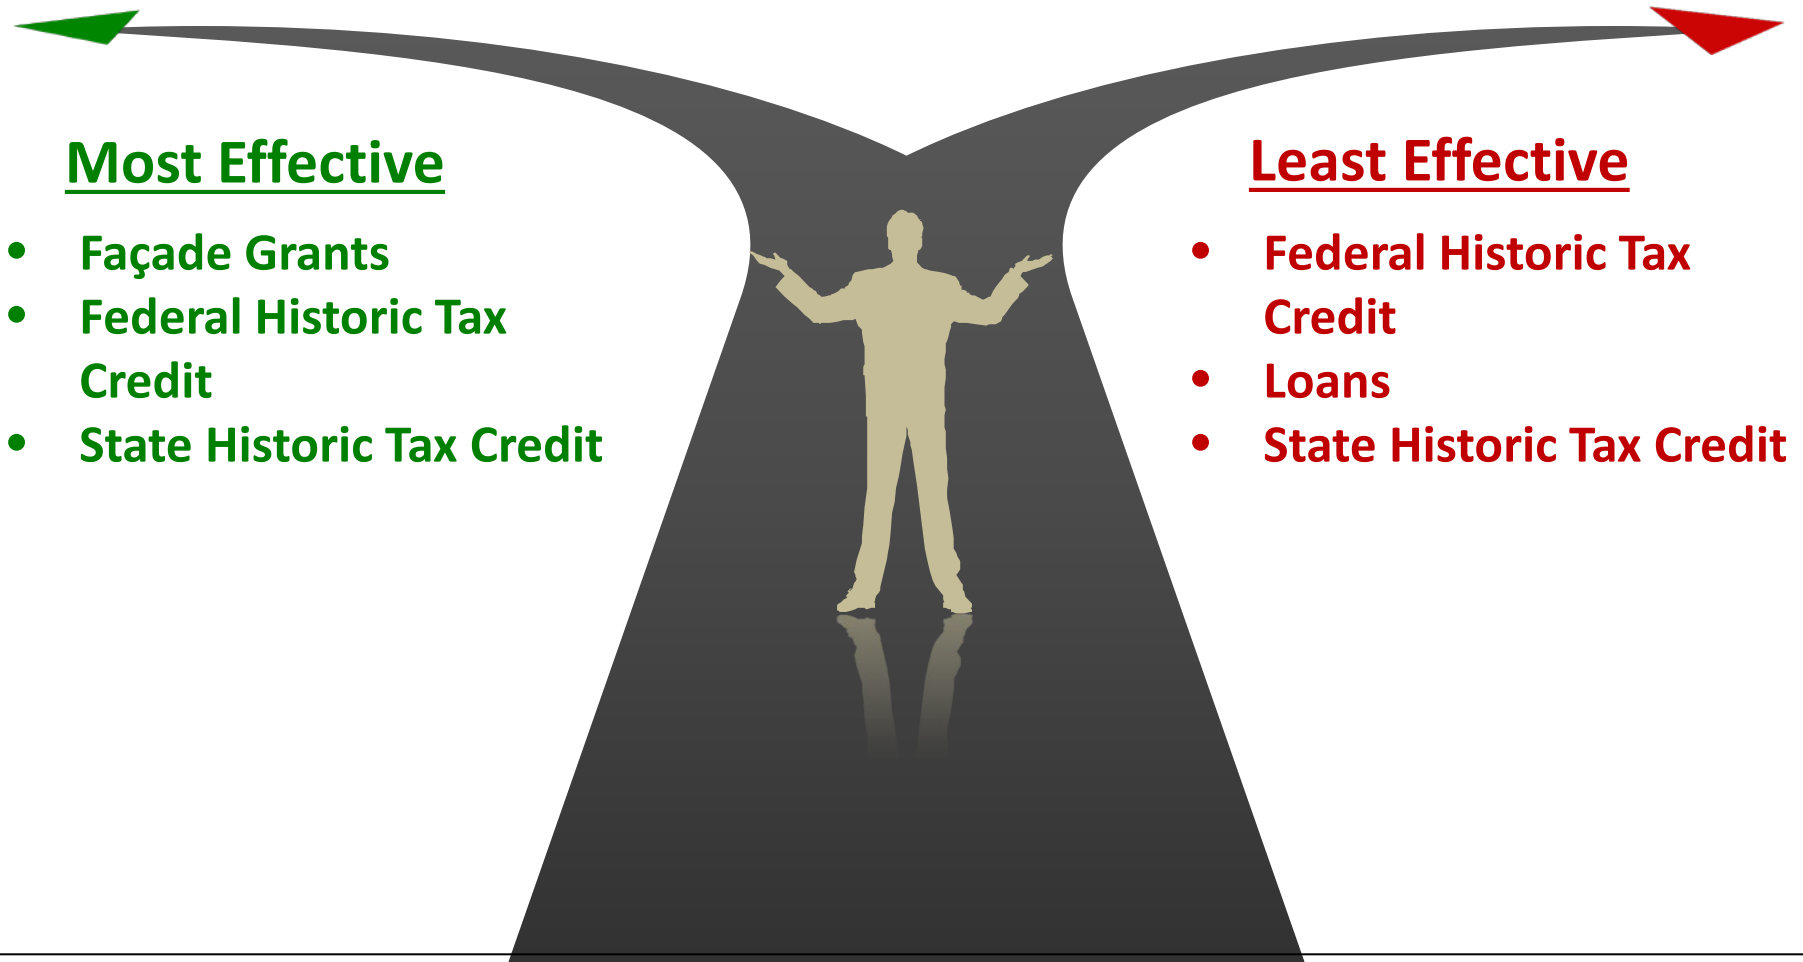 Most Effective
• Façade Grants
• Federal Historic Tax
Credit
• State Historic Tax Credit
Least Effective
• Federal Historic Tax
Credit
• Loans
• State Historic Tax Credit